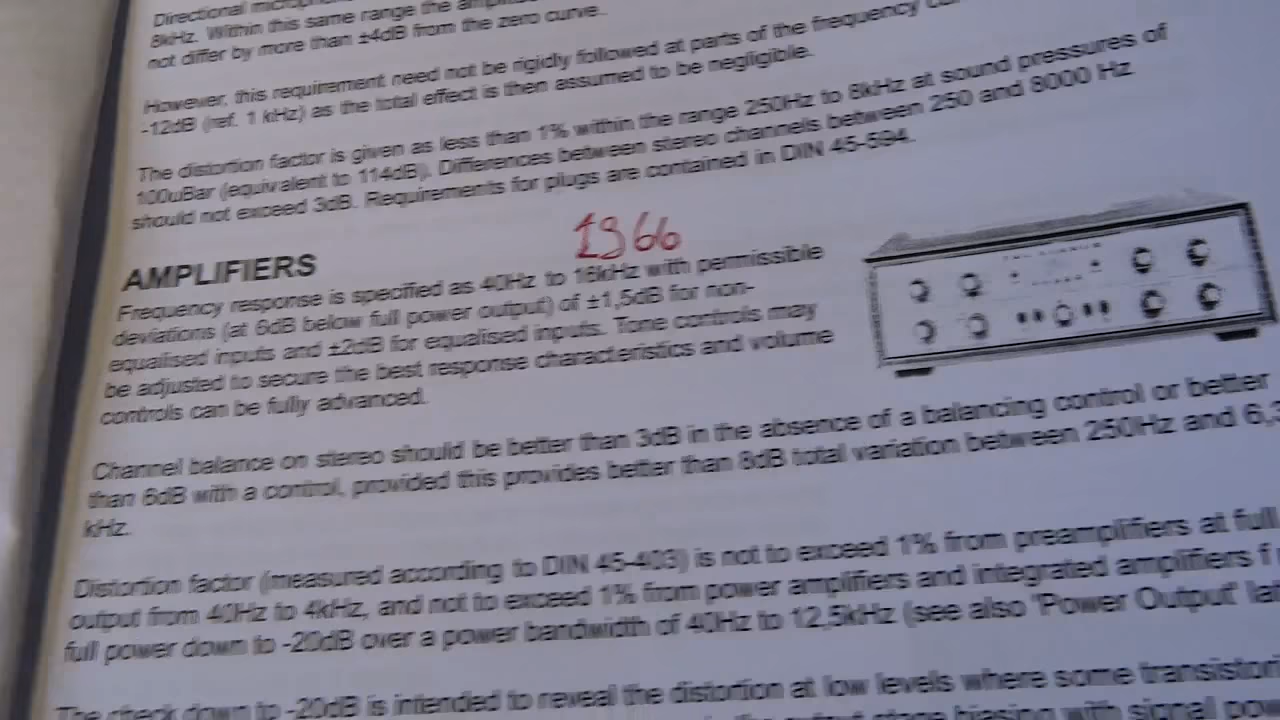 Directional
8kHz. Within this same range the
not differ by more than ±4dB from the zero curve.
However, this requirement need not be rigidly followed at parts of the frequency
-12dB (ref. 1 kHz) as the total effect is then assumed to be negligible.
The distortion factor is given as less than 1% within the range 250Hz to 8kHz at sound pressures of
100uBar (equivalent to 114dB). Differences between stereo channels between 250 and 8000 Hz
should not exceed 3dB. Requirements for plugs are contained in DIN 45-594.
1966
AMPLIFIERS
Frequency response is specified as 40Hz to 16kHz with permissible
deviations (at 6dB below full power output) of ±1,5dB for non-
equalised inputs and ±2dB for equalised inputs. Tone controls may
be adjusted to secure the best response characteristics and volume
controls can be fully advanced.
Channel balance on stereo should be better than 3dB in the absence of a balancing control or better
than 6dB with a control, provided this provides better than 8dB total variation between 250Hz and 6,3
kHz.
Distortion factor (measured according to DIN 45-403) is not to exceed 1% from preamplifiers at full
output from 40Hz to 4kHz, and not to exceed 1% from power amplifiers and integrated amplifiers f
full power down to -20dB over a power bandwidth of 40Hz to 12,5kHz (see also 'Power Output' lat
The check down to -20dB is intended to reveal the distortion at low levels where some transistori
output stage biasing with signal pow